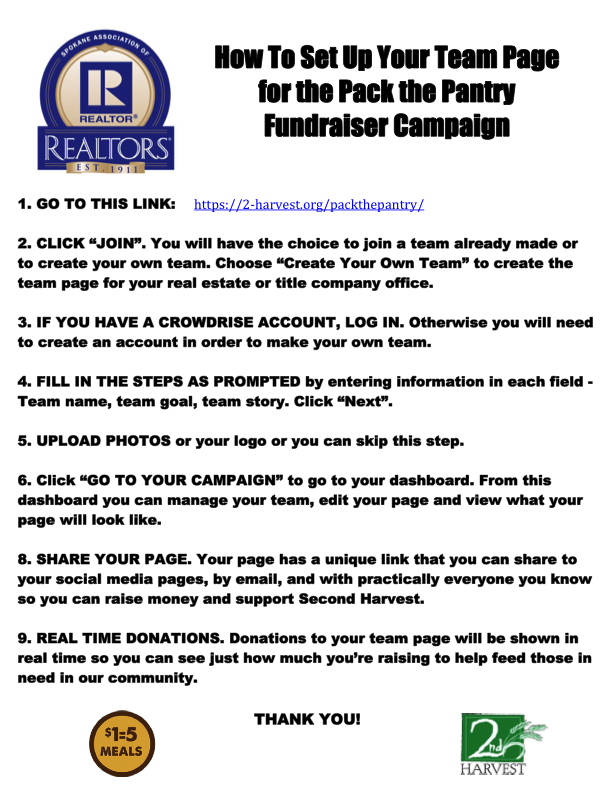 SPOKANE ASSOCIATION OF
R
REALTOR®
REALTORS®
EST. 1911
How To Set Up Your Team Page
for the Pack the Pantry
Fundraiser Campaign
1. GO TO THIS LINK: https://2-harvest.org/packthepantry/
2. CLICK “JOIN”. You will have the choice to join a team already made or
to create your own team. Choose “Create Your Own Team” to create the
team page for your real estate or title company office.
3. IF YOU HAVE A CROWDRISE ACCOUNT, LOG IN. Otherwise you will need
to create an account in order to make your own team.
4. FILL IN THE STEPS AS PROMPTED by entering information in each field -
Team name, team goal, team story. Click “Next”.
5. UPLOAD PHOTOS or your logo or you can skip this step.
6. Click “GO TO YOUR CAMPAIGN” to go to your dashboard. From this
dashboard you can manage your team, edit your page and view what your
page will look like.
8. SHARE YOUR PAGE. Your page has a unique link that you can share to
your social media pages, by email, and with practically everyone you know
so you can raise money and support Second Harvest.
9. REAL TIME DONATIONS. Donations to your team page will be shown in
real time so you can see just how much you’re raising to help feed those in
need in our community.
THANK YOU!
$1=5
MEALS
2nd
HARVEST